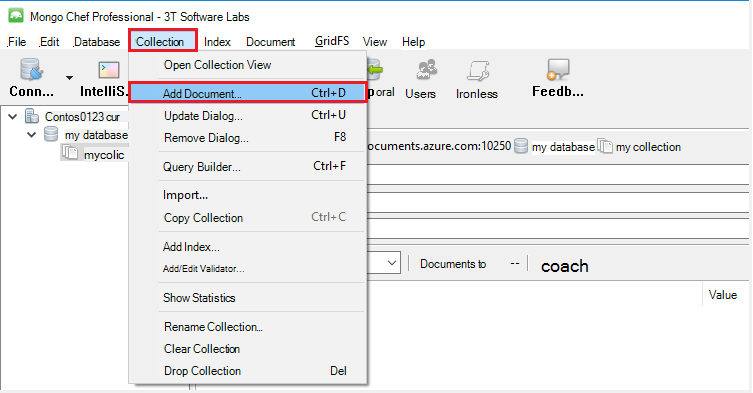 Mongo Chef Professional - 3T Software Labs
File Edit Database Collection Index Document GridFS View Help
Conn... IntelliS. poral Users Ironless Feedb...
Open Collection View
Add Document... Ctrl+D
Update Dialog... Ctrl+U
Remove Dialog... F8
Query Builder... Ctrl+F
Import...
Copy Collection Ctrl+C
Add Index...
Add/Edit Validator...
Show Statistics
Rename Collection...
Clear Collection
Drop Collection Del
Contos0123 cur
my database
mycolic
ocuments.azure.com:10250 my database my collection
Documents to -- coach
Value